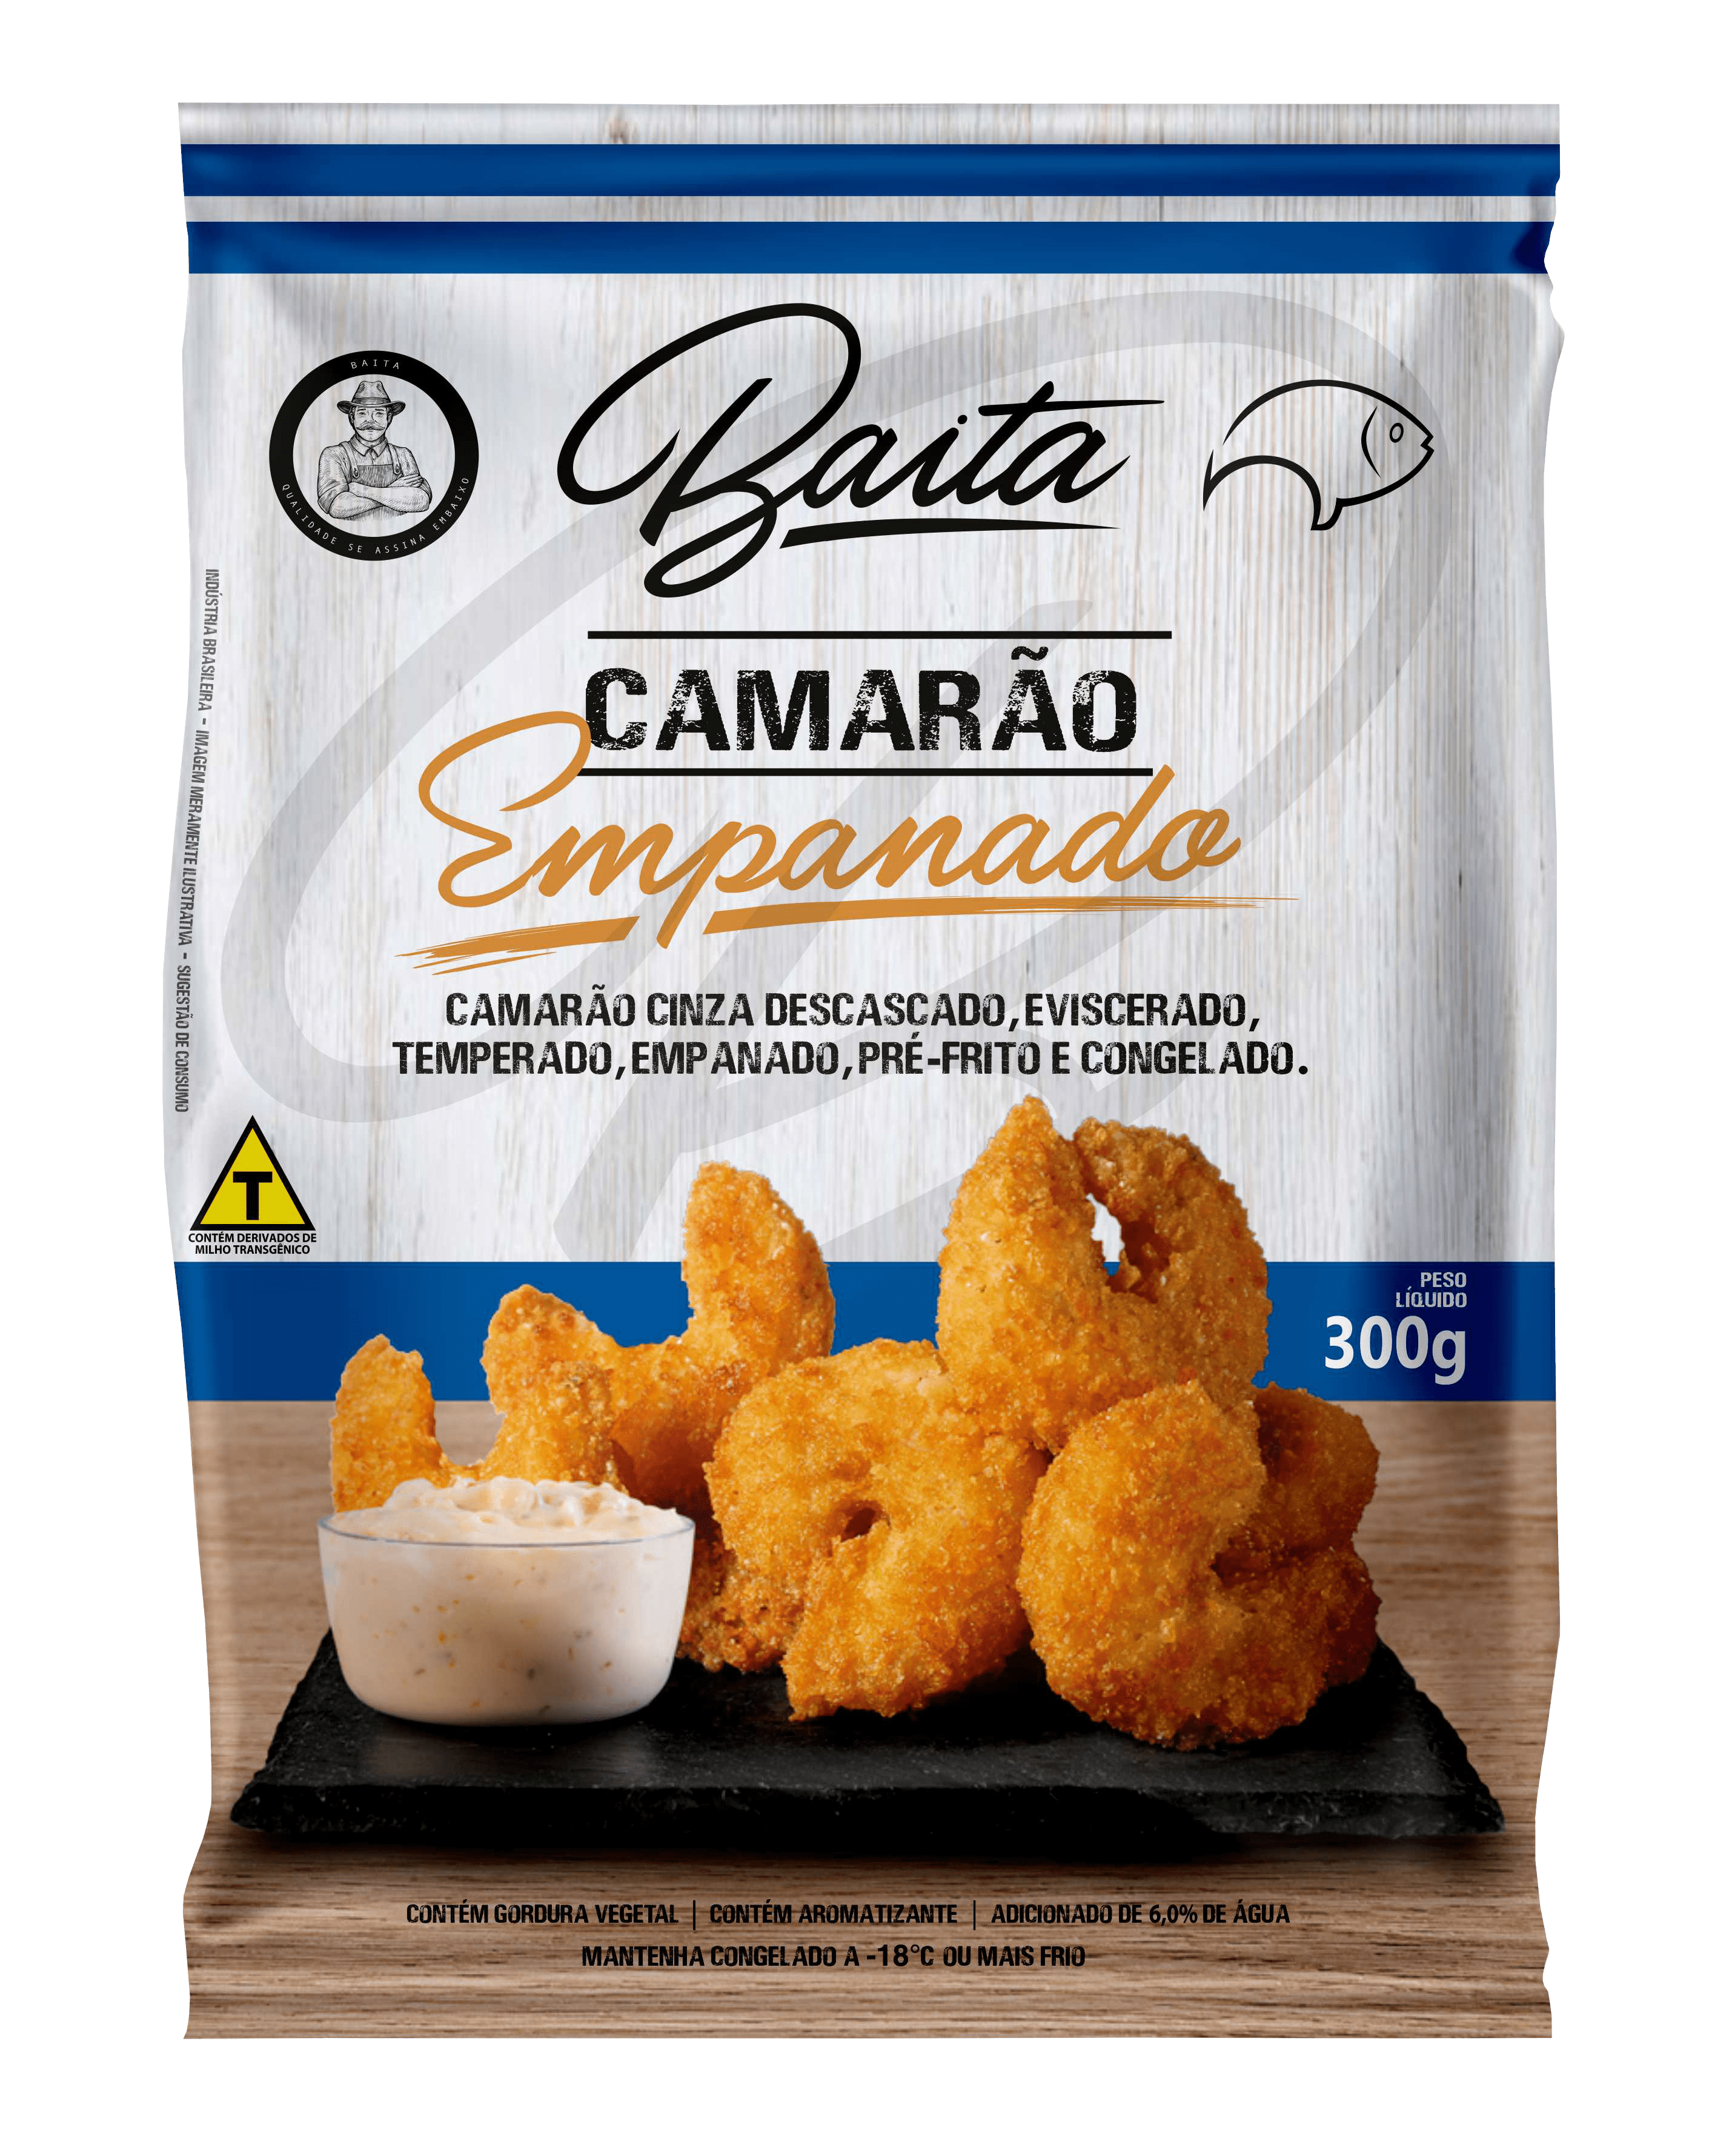 BAITA
QUALIDADE SE ASSINA EMBAIXO
Baita
CAMARÃO
Empanado
CAMARÃO CINZA DESCASCADO, EVISCERADO,
TEMPERADO, EMPANADO, PRÉ-FRITO E CONGELADO.
INDÚSTRIA BRASILEIRA - IMAGEM MERAMENTE ILUSTRATIVA - SUGESTÃO DE CONSUMO
T
CONTÉM DERIVADOS DE
MILHO TRANSGÊNICO
PESO
LÍQUIDO
300g
CONTÉM GORDURA VEGETAL | CONTÉM AROMATIZANTE | ADICIONADO DE 6,0% DE ÁGUA
MANTENHA CONGELADO A -18°C OU MAIS FRIO